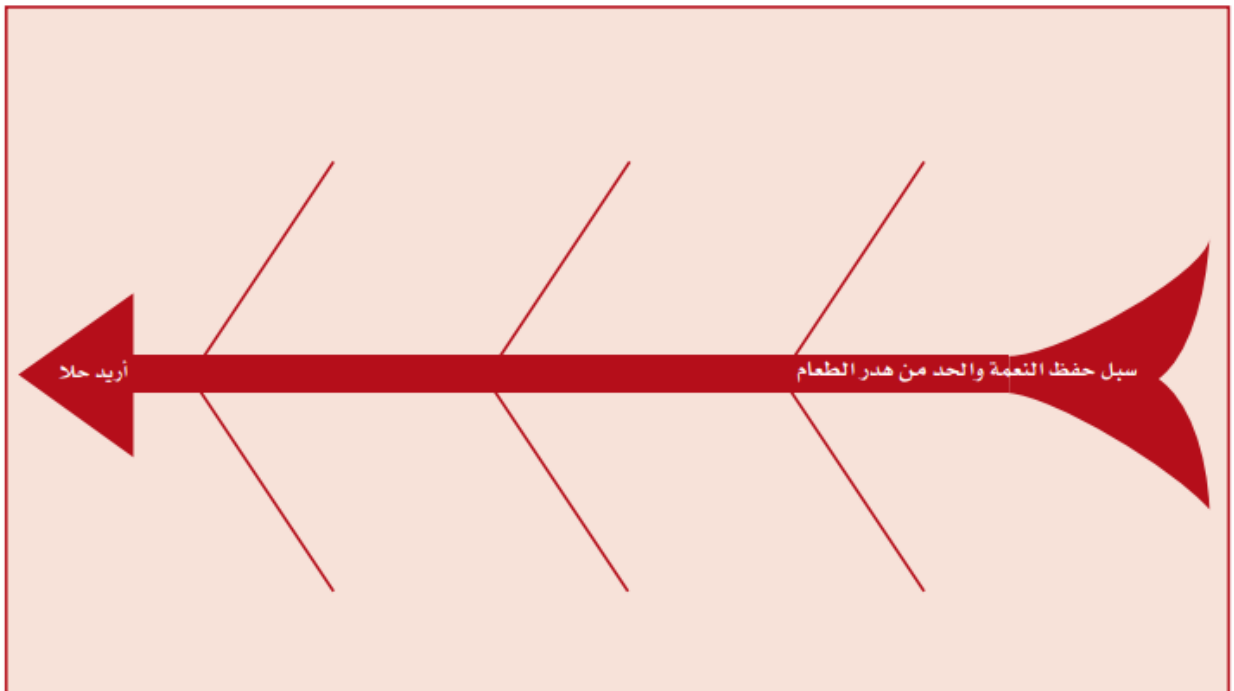 سبل حفظ النعمة والحد من هدر الطعام
أريد حلا